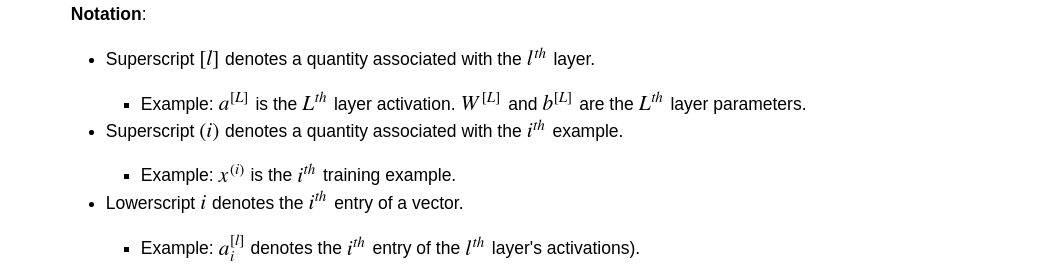 Notation:
• Superscript [l] denotes a quantity associated with the l^th layer.
▪ Example: a^[L] is the L^th layer activation. W^[L] and b^[L] are the L^th layer parameters.
• Superscript (i) denotes a quantity associated with the i^th example.
▪ Example: x^(i) is the i^th training example.
• Lowerscript i denotes the i^th entry of a vector.
▪ Example: a_i^[l] denotes the i^th entry of the l^th layer's activations).